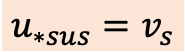 u*sus = vs